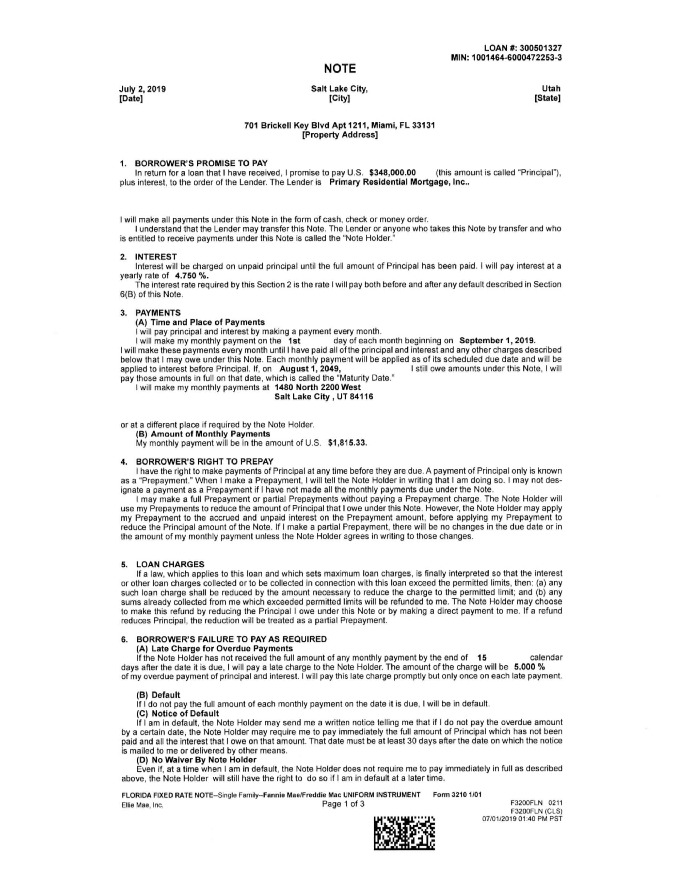 LOAN #: 300501327
MIN: 1001464-6000472253-3
NOTE
July 2, 2019 Salt Lake City, Utah
[Date] [City] [State]
701 Brickell Key Blvd Apt 1211, Miami, FL 33131
[Property Address]
1. BORROWER'S PROMISE TO PAY
In return for a loan that I have received, I promise to pay U.S. $348,000.00 (this amount is called "Principal"),
plus interest, to the order of the Lender. The Lender is Primary Residential Mortgage, Inc..
I will make all payments under this Note in the form of cash, check or money order.
I understand that the Lender may transfer this Note. The Lender or anyone who takes this Note by transfer and who
is entitled to receive payments under this Note is called the "Note Holder."
2. INTEREST
Interest will be charged on unpaid principal until the full amount of Principal has been paid. I will pay interest at a
yearly rate of 4.750 %.
The interest rate required by this Section 2 is the rate I will pay both before and after any default described in Section
6(B) of this Note.
3. PAYMENTS
(A) Time and Place of Payments
I will pay principal and interest by making a payment every month.
I will make my monthly payment on the 1st day of each month beginning on September 1, 2019.
I will make these payments every month until I have paid all of the principal and interest and any other charges described
below that I may owe under this Note. Each monthly payment will be applied as of its scheduled due date and will be
applied to interest before Principal. If, on August 1, 2049, I still owe amounts under this Note, I will
pay those amounts in full on that date, which is called the "Maturity Date."
I will make my monthly payments at 1480 North 2200 West
Salt Lake City , UT 84116
or at a different place if required by the Note Holder.
(B) Amount of Monthly Payments
My monthly payment will be in the amount of U.S. $1,815.33.
4. BORROWER'S RIGHT TO PREPAY
I have the right to make payments of Principal at any time before they are due. A payment of Principal only is known
as a "Prepayment." When I make a Prepayment, I will tell the Note Holder in writing that I am doing so. I may not des-
ignate a payment as a Prepayment if I have not made all the monthly payments due under the Note.
I may make a full Prepayment or partial Prepayments without paying a Prepayment charge. The Note Holder will
use my Prepayments to reduce the amount of Principal that I owe under this Note. However, the Note Holder may apply
my Prepayment to the accrued and unpaid interest on the Prepayment amount, before applying my Prepayment to
reduce the Principal amount of the Note. If I make a partial Prepayment, there will be no changes in the due date or in
the amount of my monthly payment unless the Note Holder agrees in writing to those changes.
5. LOAN CHARGES
If a law, which applies to this loan and which sets maximum loan charges, is finally interpreted so that the interest
or other loan charges collected or to be collected in connection with this loan exceed the permitted limits, then: (a) any
such loan charge shall be reduced by the amount necessary to reduce the charge to the permitted limit; and (b) any
sums already collected from me which exceeded permitted limits will be refunded to me. The Note Holder may choose
to make this refund by reducing the Principal I owe under this Note or by making a direct payment to me. If a refund
reduces Principal, the reduction will be treated as a partial Prepayment.
6. BORROWER'S FAILURE TO PAY AS REQUIRED
(A) Late Charge for Overdue Payments
If the Note Holder has not received the full amount of any monthly payment by the end of 15 calendar
days after the date it is due, I will pay a late charge to the Note Holder. The amount of the charge will be 5.000 %
of my overdue payment of principal and interest. I will pay this late charge promptly but only once on each late payment.
(B) Default
If I do not pay the full amount of each monthly payment on the date it is due, I will be in default.
(C) Notice of Default
If I am in default, the Note Holder may send me a written notice telling me that if I do not pay the overdue amount
by a certain date, the Note Holder may require me to pay immediately the full amount of Principal which has not been
paid and all the interest that I owe on that amount. That date must be at least 30 days after the date on which the notice
is mailed to me or delivered by other means.
(D) No Waiver By Note Holder
Even if, at a time when I am in default, the Note Holder does not require me to pay immediately in full as described
above, the Note Holder will still have the right to do so if I am in default at a later time.
FLORIDA FIXED RATE NOTE--Single Family--Fannie Mae/Freddie Mac UNIFORM INSTRUMENT Form 3210 1/01
Ellie Mae, Inc. Page 1 of 3 F3200FLN 0211
F3200FLN (CLS)
07/01/2019 01:40 PM PST